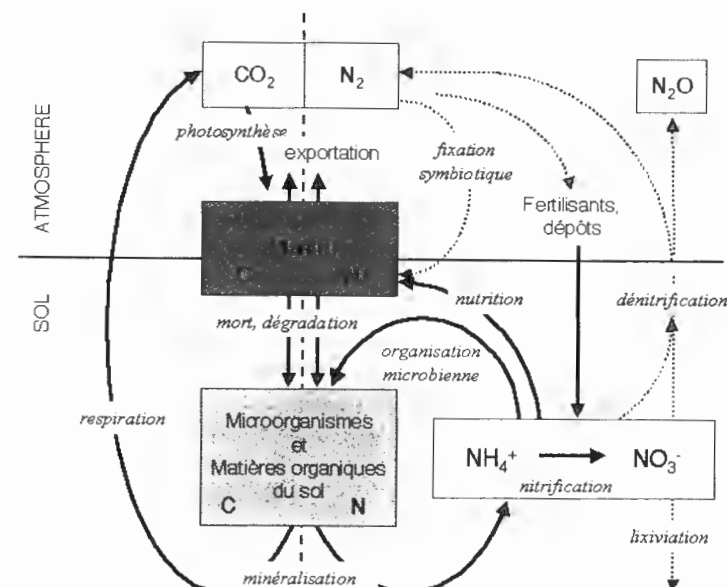 CO₂
N₂
N₂O
photosynthèse
exportation
fixation
symbiotique
ATMOSPHERE
Fertilisants,
dépôts
SOL
mort, dégradation
nutrition
dénitrification
organisation
microbienne
respiration
Microorganismes
et
Matières organiques
du sol
C N
NH₄⁺
NO₃⁻
nitrification
lixiviation
minéralisation